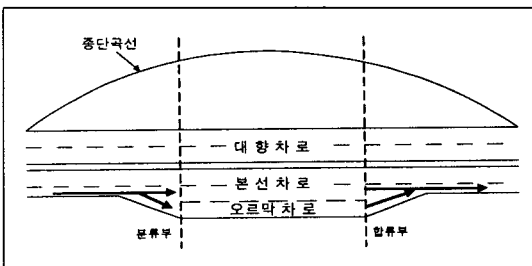 종단곡선
대 향 차 로
본 선 차 로
오르막 차 로
분류부
합류부